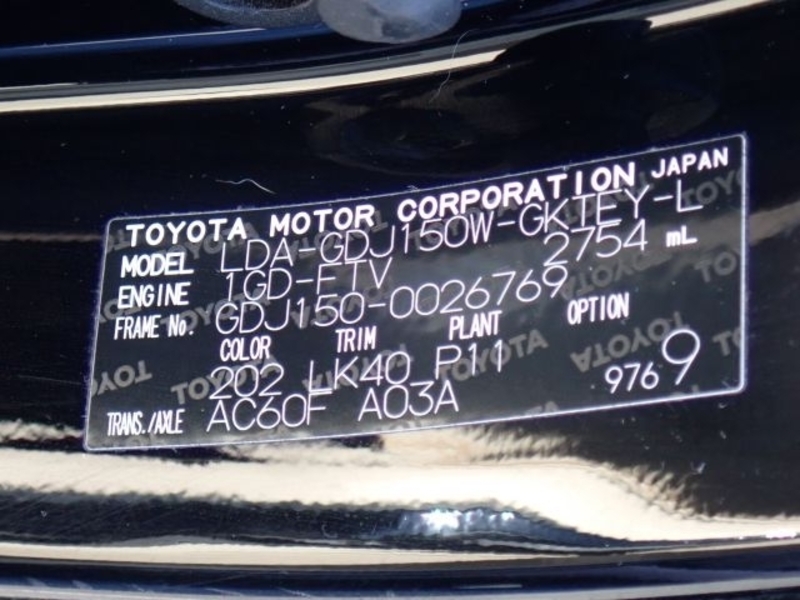 TOYOTA MOTOR CORPORATION JAPAN
MODEL LDA-GDJ150W-GKTEY-L
ENGINE 1GD-FTV 2754 mL
FRAME No. GDJ150-0026769
COLOR TRIM PLANT OPTION
202 LK40 P11
TRANS./AXLE AC60F A03A 9769